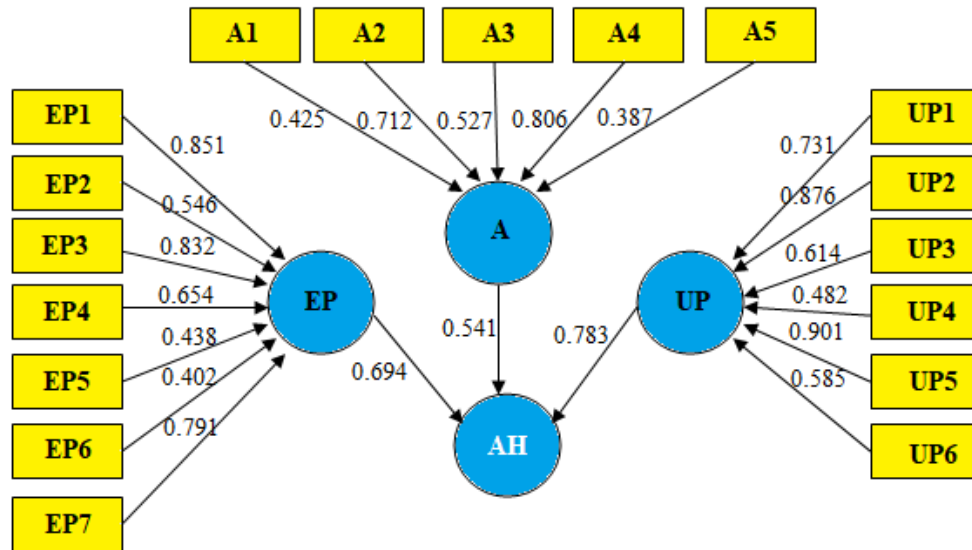 A1
A2
A3
A4
A5
EP1
EP2
EP3
EP4
EP5
EP6
EP7
0.851
0.546
0.832
0.654
0.438
0.402
0.791
0.425
0.712
0.527
0.806
0.387
UP1
UP2
UP3
UP4
UP5
UP6
0.731
0.876
0.614
0.482
0.901
0.585
A
EP
UP
0.694
0.541
0.783
AH